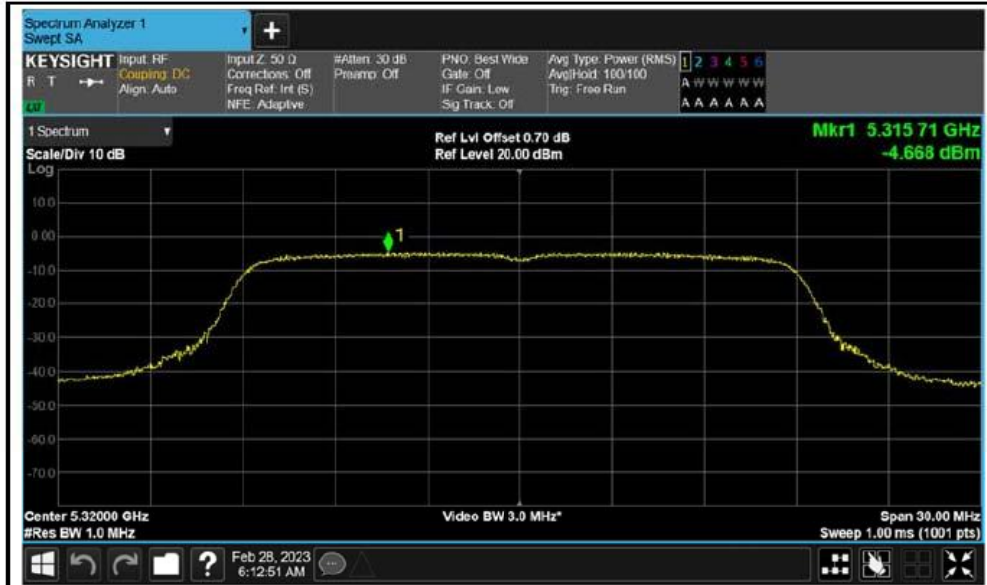 Spectrum Analyzer 1
Swept SA
+
KEYSIGHT
R T
Input: RF
Coupling: DC
Align: Auto
Input Z: 50 Ω
Corrections: Off
Freq Ref: Int (S)
NFE: Adaptive
#Atten: 30 dB
Preamp: Off
PNO: Best Wide
Gate: Off
IF Gain: Low
Sig Track: Off
Avg Type: Power (RMS)
Avg|Hold: 100/100
Trig: Free Run
1 2 3 4 5 6
A W W W W W
A A A A A A
1 Spectrum
Scale/Div 10 dB
Ref Lvl Offset 0.70 dB
Ref Level 20.00 dBm
Mkr1 5.315 71 GHz
-4.668 dBm
Log
10.0
0.00
-10.0
-20.0
-30.0
-40.0
-50.0
-60.0
-70.0
1
Center 5.32000 GHz
#Res BW 1.0 MHz
Video BW 3.0 MHz*
Span 30.00 MHz
Sweep 1.00 ms (1001 pts)
?
Feb 28, 2023
6:12:51 AM